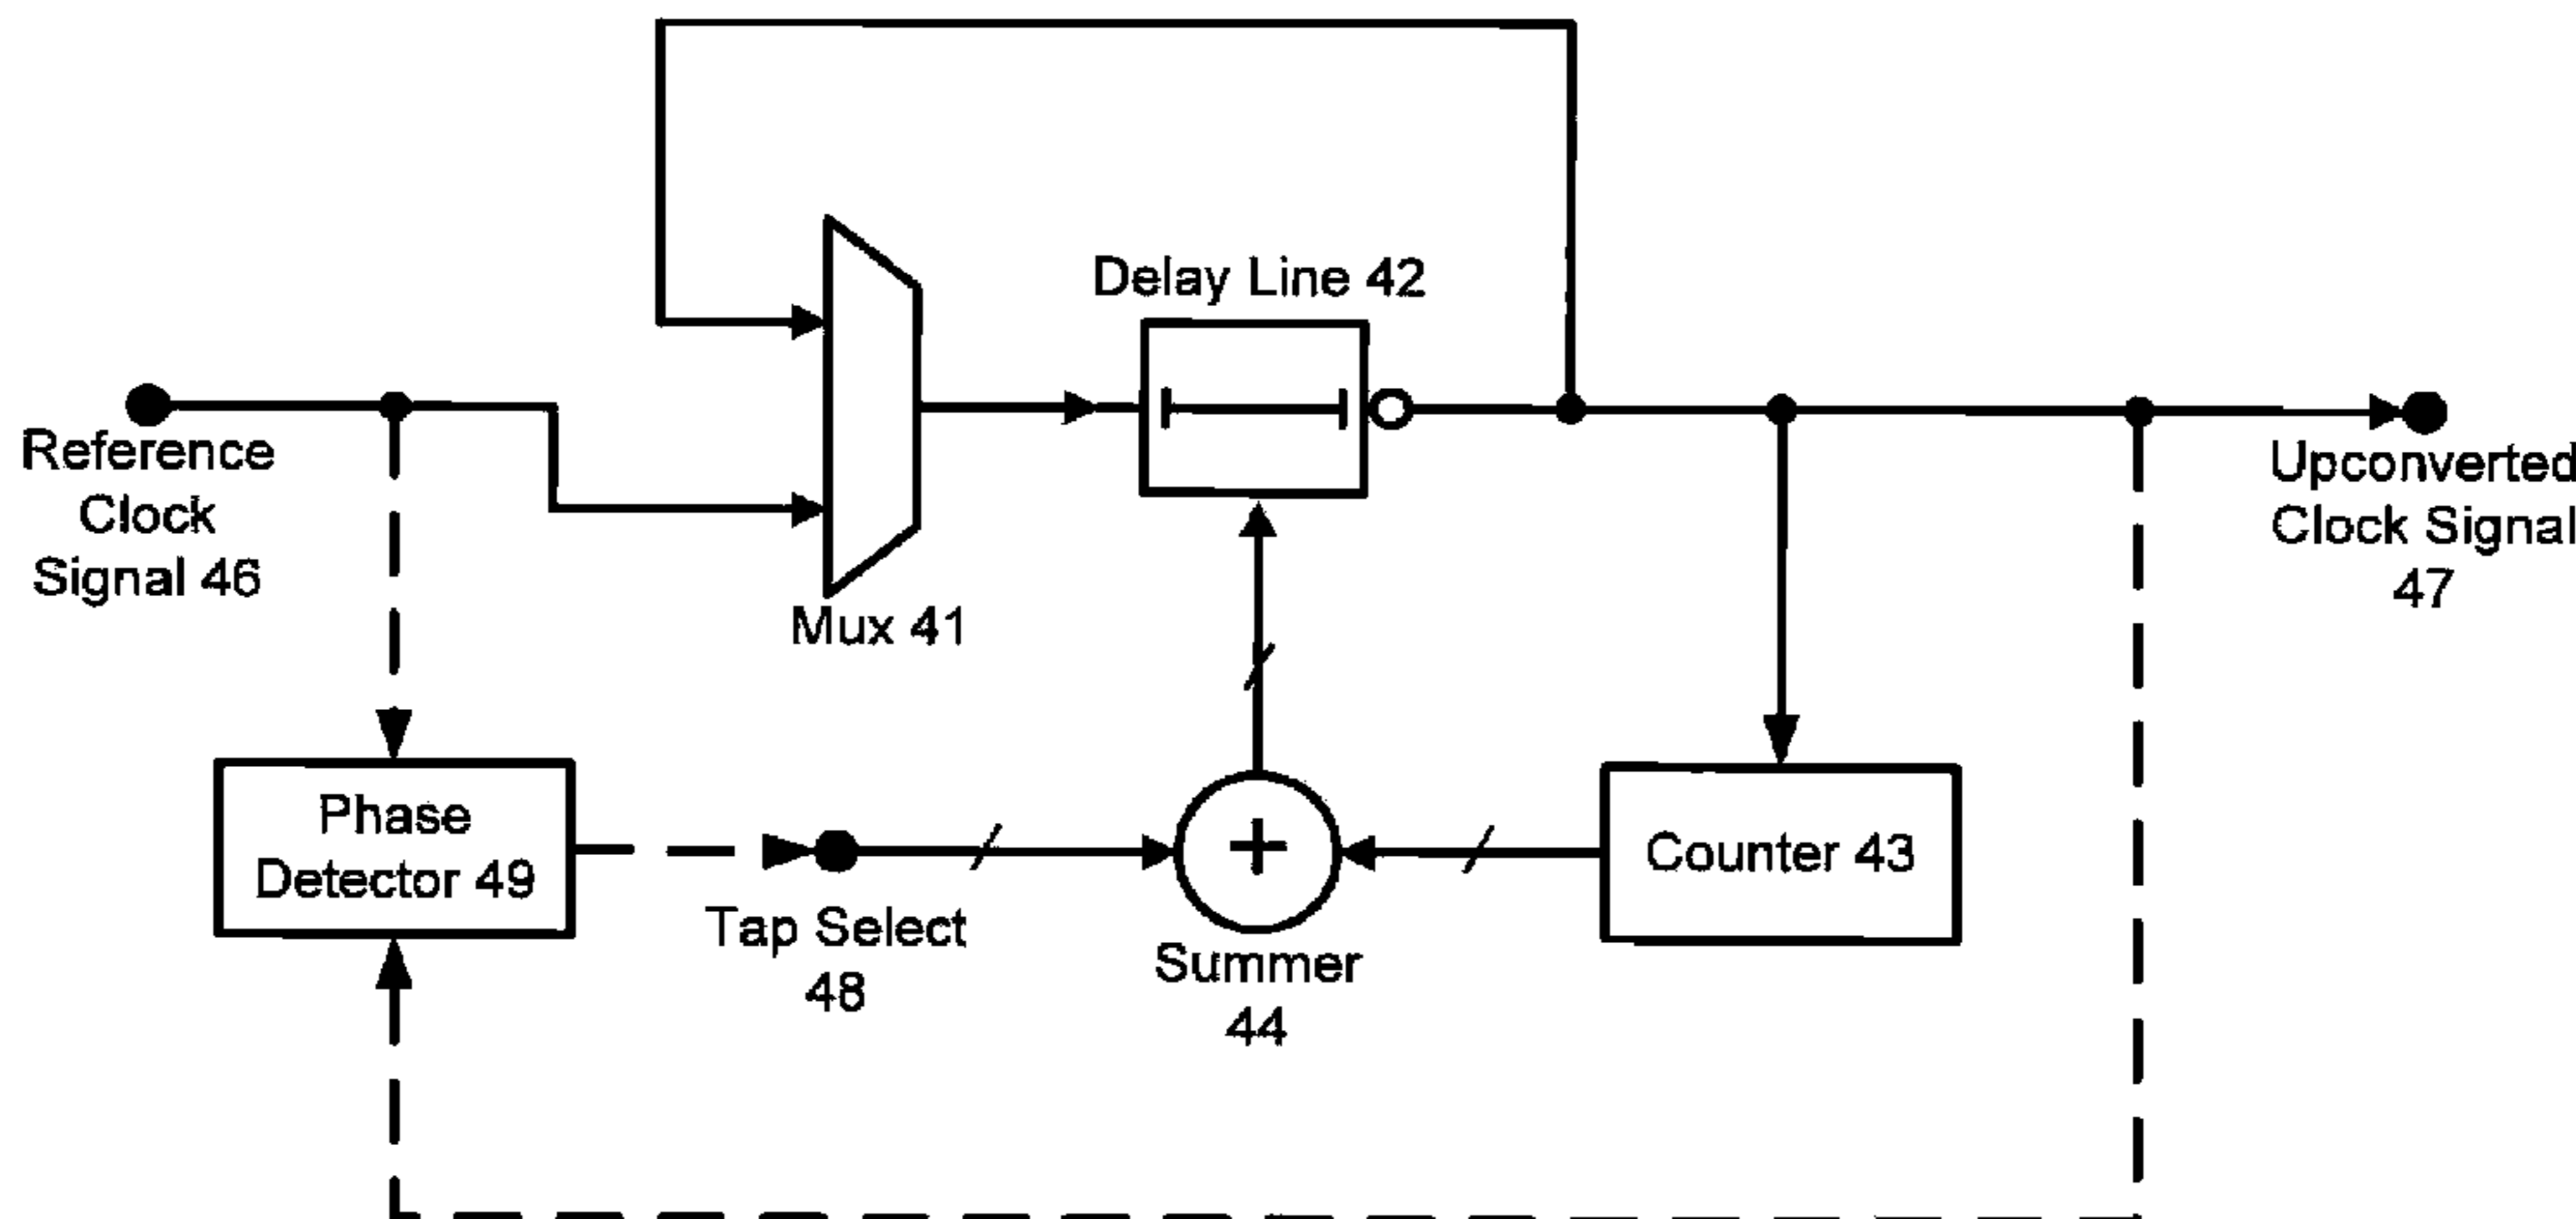 Delay Line 42
Reference
Clock
Signal 46
Upconverted
Clock Signal
47
Mux 41
Phase
Detector 49
Tap Select
48
+
Summer
44
Counter 43